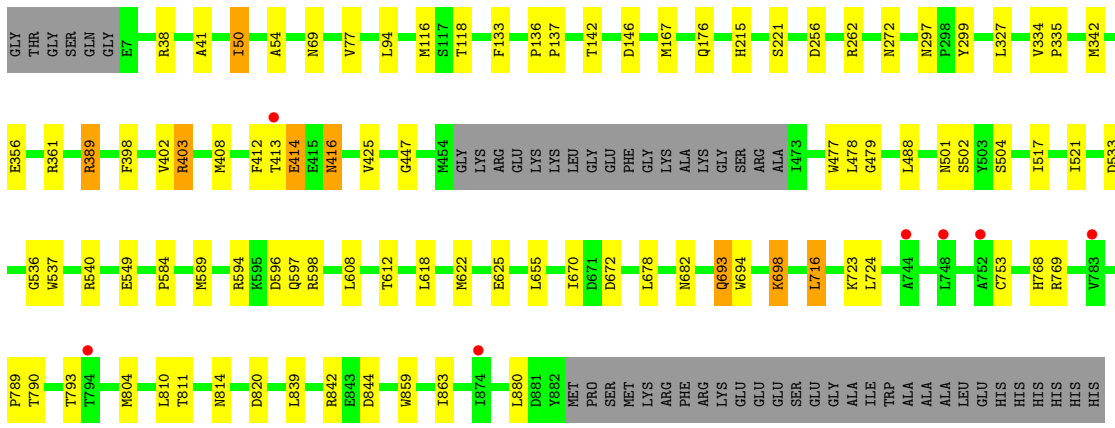 GLY THR GLY SER GLN GLY E7 R38 A41 I50 A54 N69 V77 L94 M116 S117 T118 F133 P136 P137 T142 D146 M167 Q176 H215 S221 D256 R262 N272 N297 P298 Y299 L327 V334 P335 M342
E356 R361 R389 F398 V402 R403 M408 F412 T413 E414 E415 N416 V425 G447 M454 GLY LYS ARG GLU LYS LYS LEU GLY GLU PHE GLY LYS ALA LYS GLY SER ARG ALA I473 W477 L478 G479 L488 N501 S502 Y503 S504 I517 I521 D533
G536 W537 R540 E549 P584 M589 R594 K595 D596 Q597 R598 L608 T612 L618 M622 E625 L655 I670 D671 D672 L678 N682 Q693 W694 K698 L716 K723 L724 A744 L748 A752 C753 H768 R769 V783
P789 T790 T793 T794 M804 L810 T811 N814 D820 L839 R842 E843 D844 W859 I863 I874 L880 D881 Y882 MET PRO SER MET LYS ARG PHE ARG LYS GLU GLU GLU SER GLU GLY ALA ILE TRP ALA ALA ALA LEU GLU HIS HIS HIS HIS HIS HIS